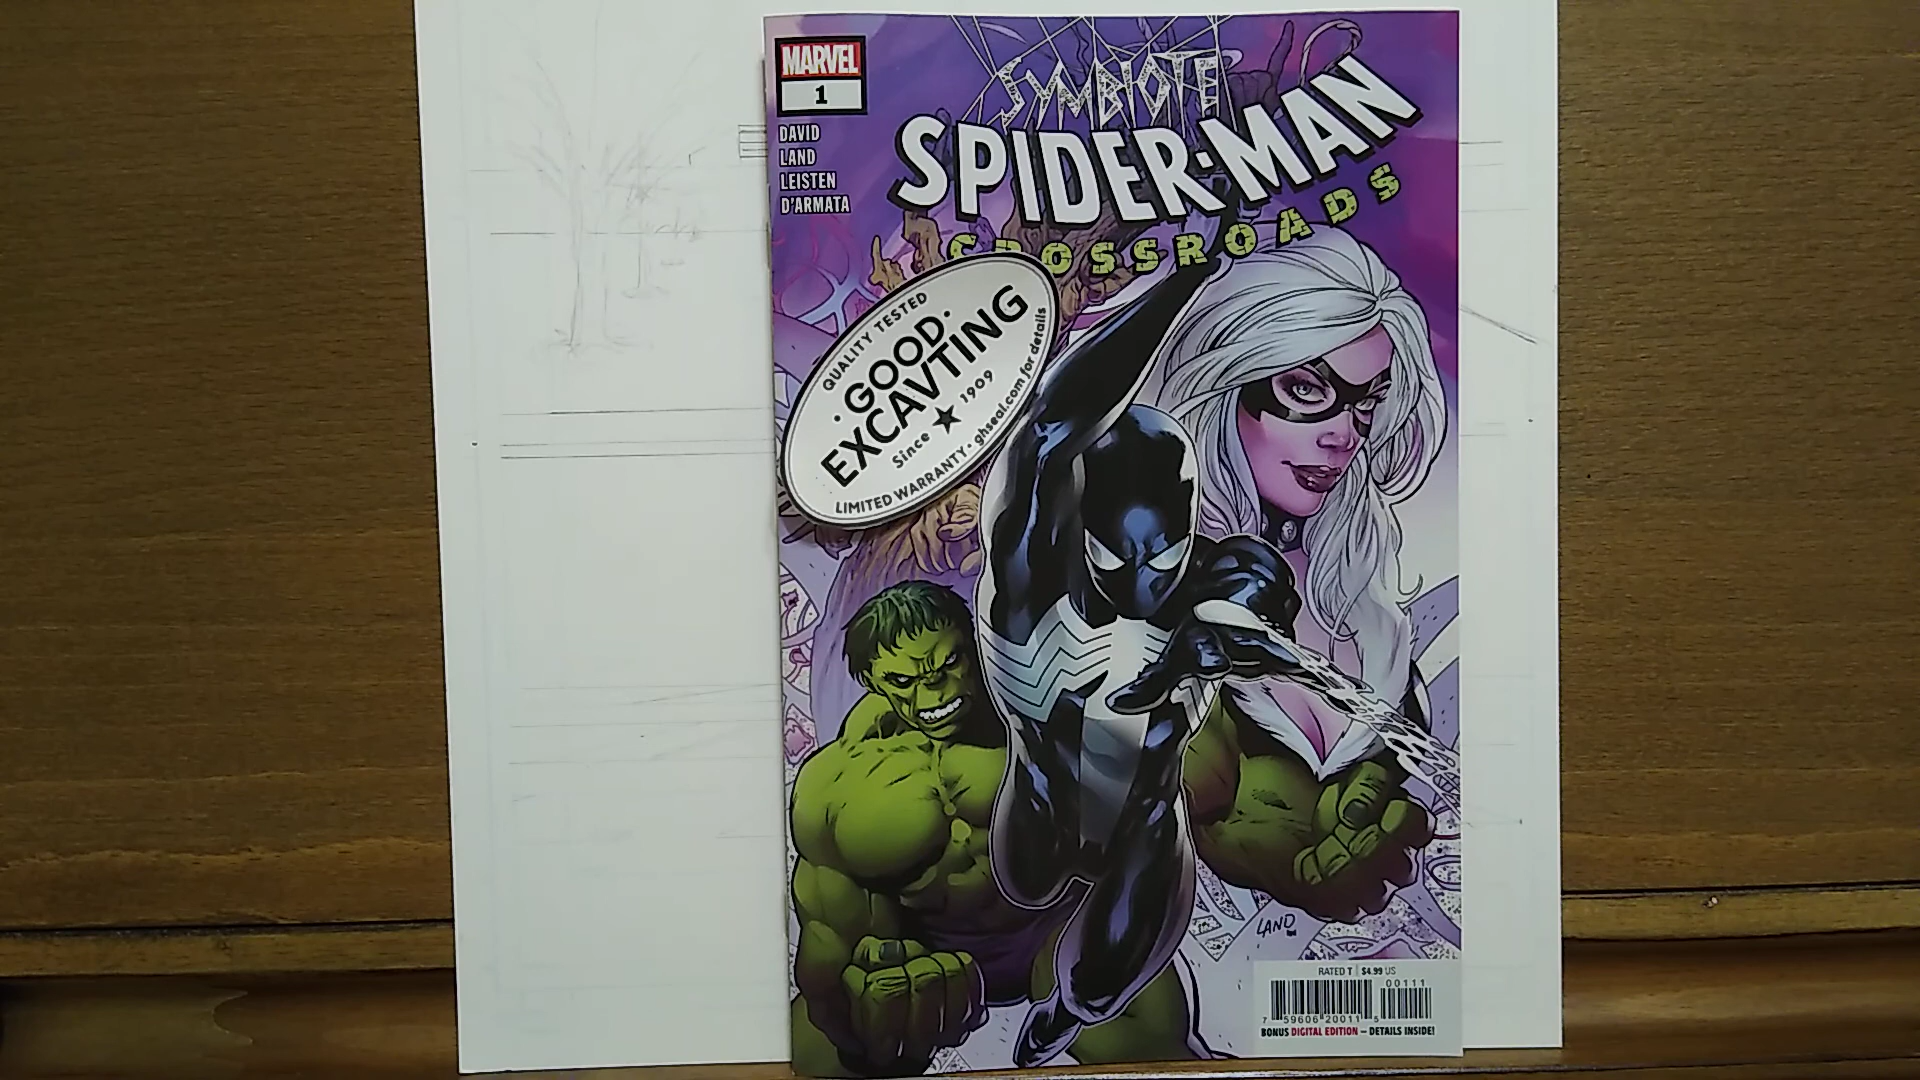 MARVEL
1
DAVID
LAND
LEISTEN
D'ARMATA
SYMBIOTE
SPIDER-MAN
CROSSROADS
QUALITY TESTED
• GOOD •
EXCAVTING
Since ★ 1909
LIMITED WARRANTY • ghseal.com for details
LAND
RATED T | $4.99 US
00111
7 59606 20011 5
BONUS DIGITAL EDITION – DETAILS INSIDE!